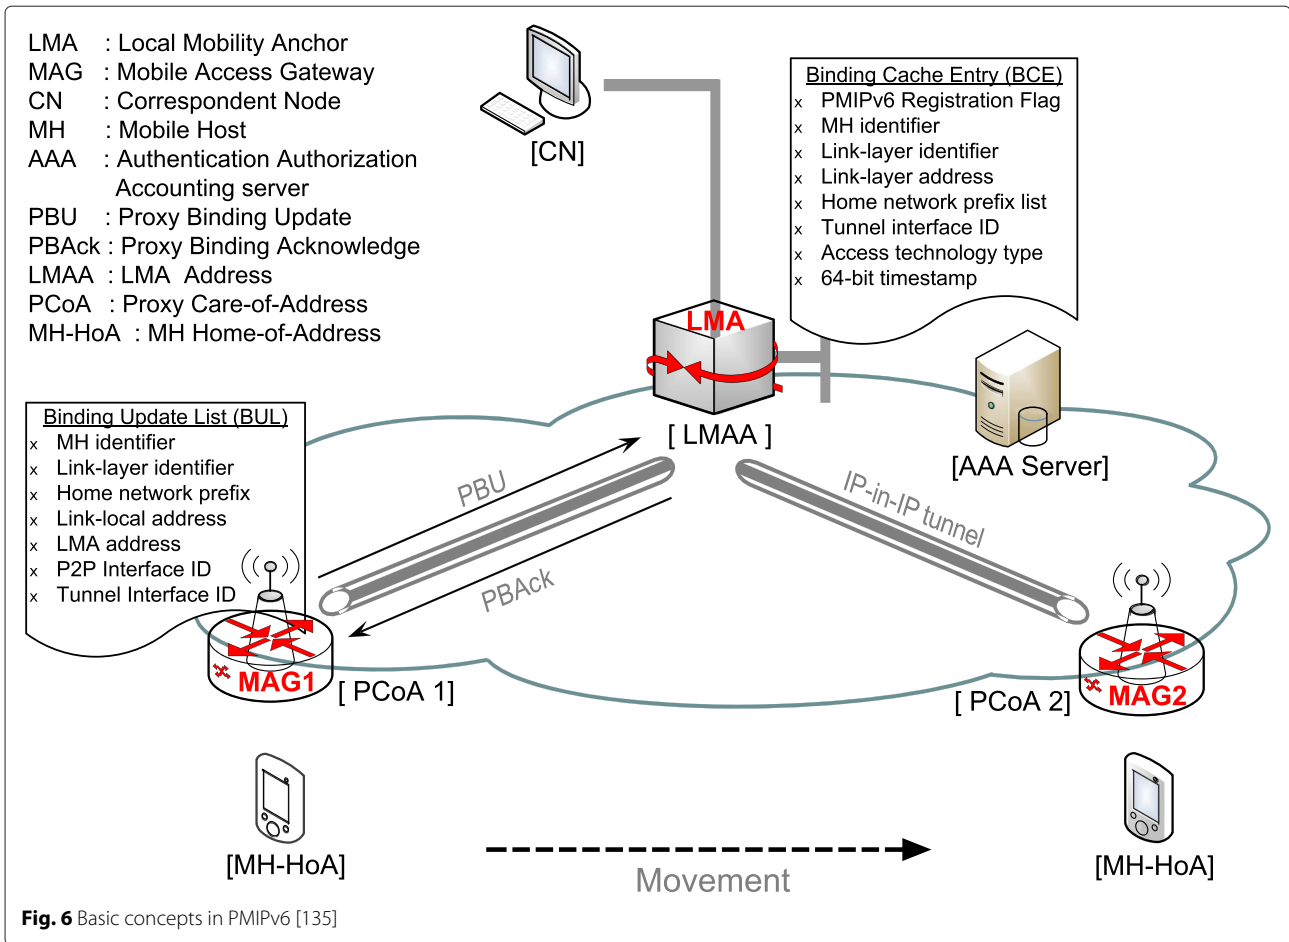 LMA : Local Mobility Anchor
MAG : Mobile Access Gateway
CN : Correspondent Node
MH : Mobile Host
AAA : Authentication Authorization
Accounting server
PBU : Proxy Binding Update
PBAck : Proxy Binding Acknowledge
LMAA : LMA Address
PCoA : Proxy Care-of-Address
MH-HoA : MH Home-of-Address
[CN]
Binding Cache Entry (BCE)
x PMIPv6 Registration Flag
x MH identifier
x Link-layer identifier
x Link-layer address
x Home network prefix list
x Tunnel interface ID
x Access technology type
x 64-bit timestamp
LMA
[ LMAA ]
[AAA Server]
Binding Update List (BUL)
x MH identifier
x Link-layer identifier
x Home network prefix
x Link-local address
x LMA address
x P2P Interface ID
x Tunnel Interface ID
PBU
PBAck
IP-in-IP tunnel
MAG1
[ PCoA 1]
[ PCoA 2]
MAG2
[MH-HoA]
Movement
[MH-HoA]
Fig. 6 Basic concepts in PMIPv6 [135]